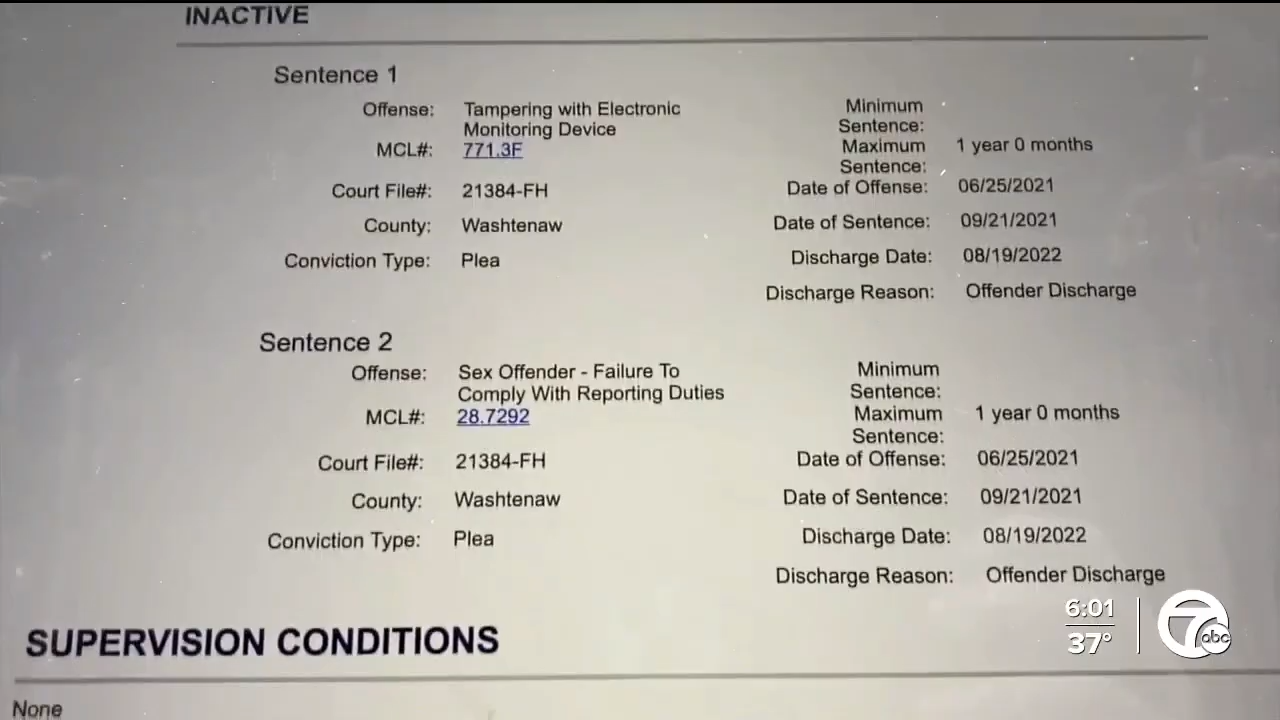 INACTIVE
Sentence 1
Offense: Tampering with Electronic
Monitoring Device
MCL#: 771.3F
Court File#: 21384-FH
County: Washtenaw
Conviction Type: Plea
Minimum
Sentence:
Maximum 1 year 0 months
Sentence:
Date of Offense: 06/25/2021
Date of Sentence: 09/21/2021
Discharge Date: 08/19/2022
Discharge Reason: Offender Discharge
Sentence 2
Offense: Sex Offender - Failure To
Comply With Reporting Duties
MCL#: 28.7292
Court File#: 21384-FH
County: Washtenaw
Conviction Type: Plea
Minimum
Sentence:
Maximum 1 year 0 months
Sentence:
Date of Offense: 06/25/2021
Date of Sentence: 09/21/2021
Discharge Date: 08/19/2022
Discharge Reason: Offender Discharge
SUPERVISION CONDITIONS
None
6:01
37°
7 abc